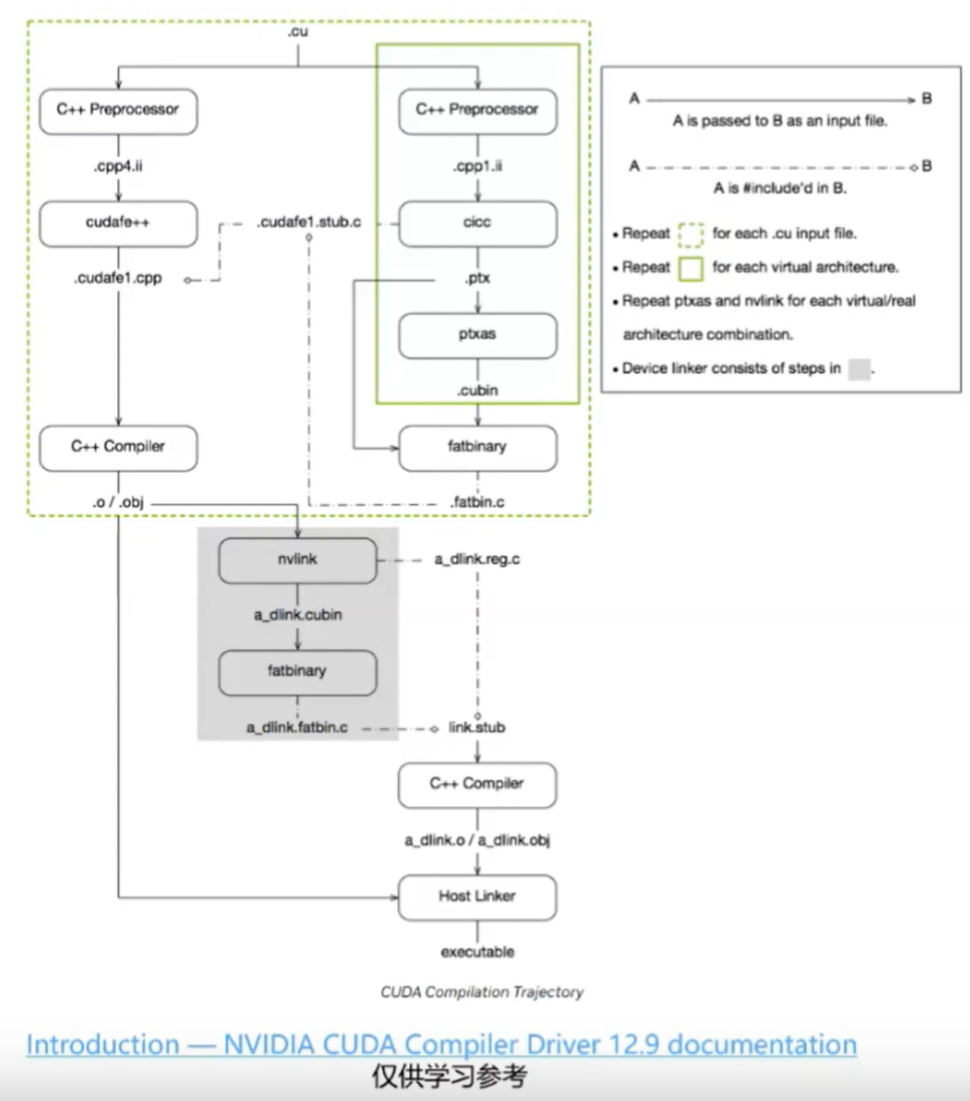 .cu
C++ Preprocessor
C++ Preprocessor
.cpp4.ii
.cpp1.ii
cudafe++
.cudafe1.stub.c
cicc
.cudafe1.cpp
.ptx
ptxas
.cubin
C++ Compiler
fatbinary
.o / .obj
.fatbin.c
nvlink
a_dlink.reg.c
a_dlink.cubin
fatbinary
a_dlink.fatbin.c
link.stub
C++ Compiler
a_dlink.o / a_dlink.obj
Host Linker
executable
A B
A is passed to B as an input file.
A B
A is #include'd in B.
• Repeat for each .cu input file.
• Repeat for each virtual architecture.
• Repeat ptxas and nvlink for each virtual/real
architecture combination.
• Device linker consists of steps in .
CUDA Compilation Trajectory
Introduction — NVIDIA CUDA Compiler Driver 12.9 documentation
仅供学习参考